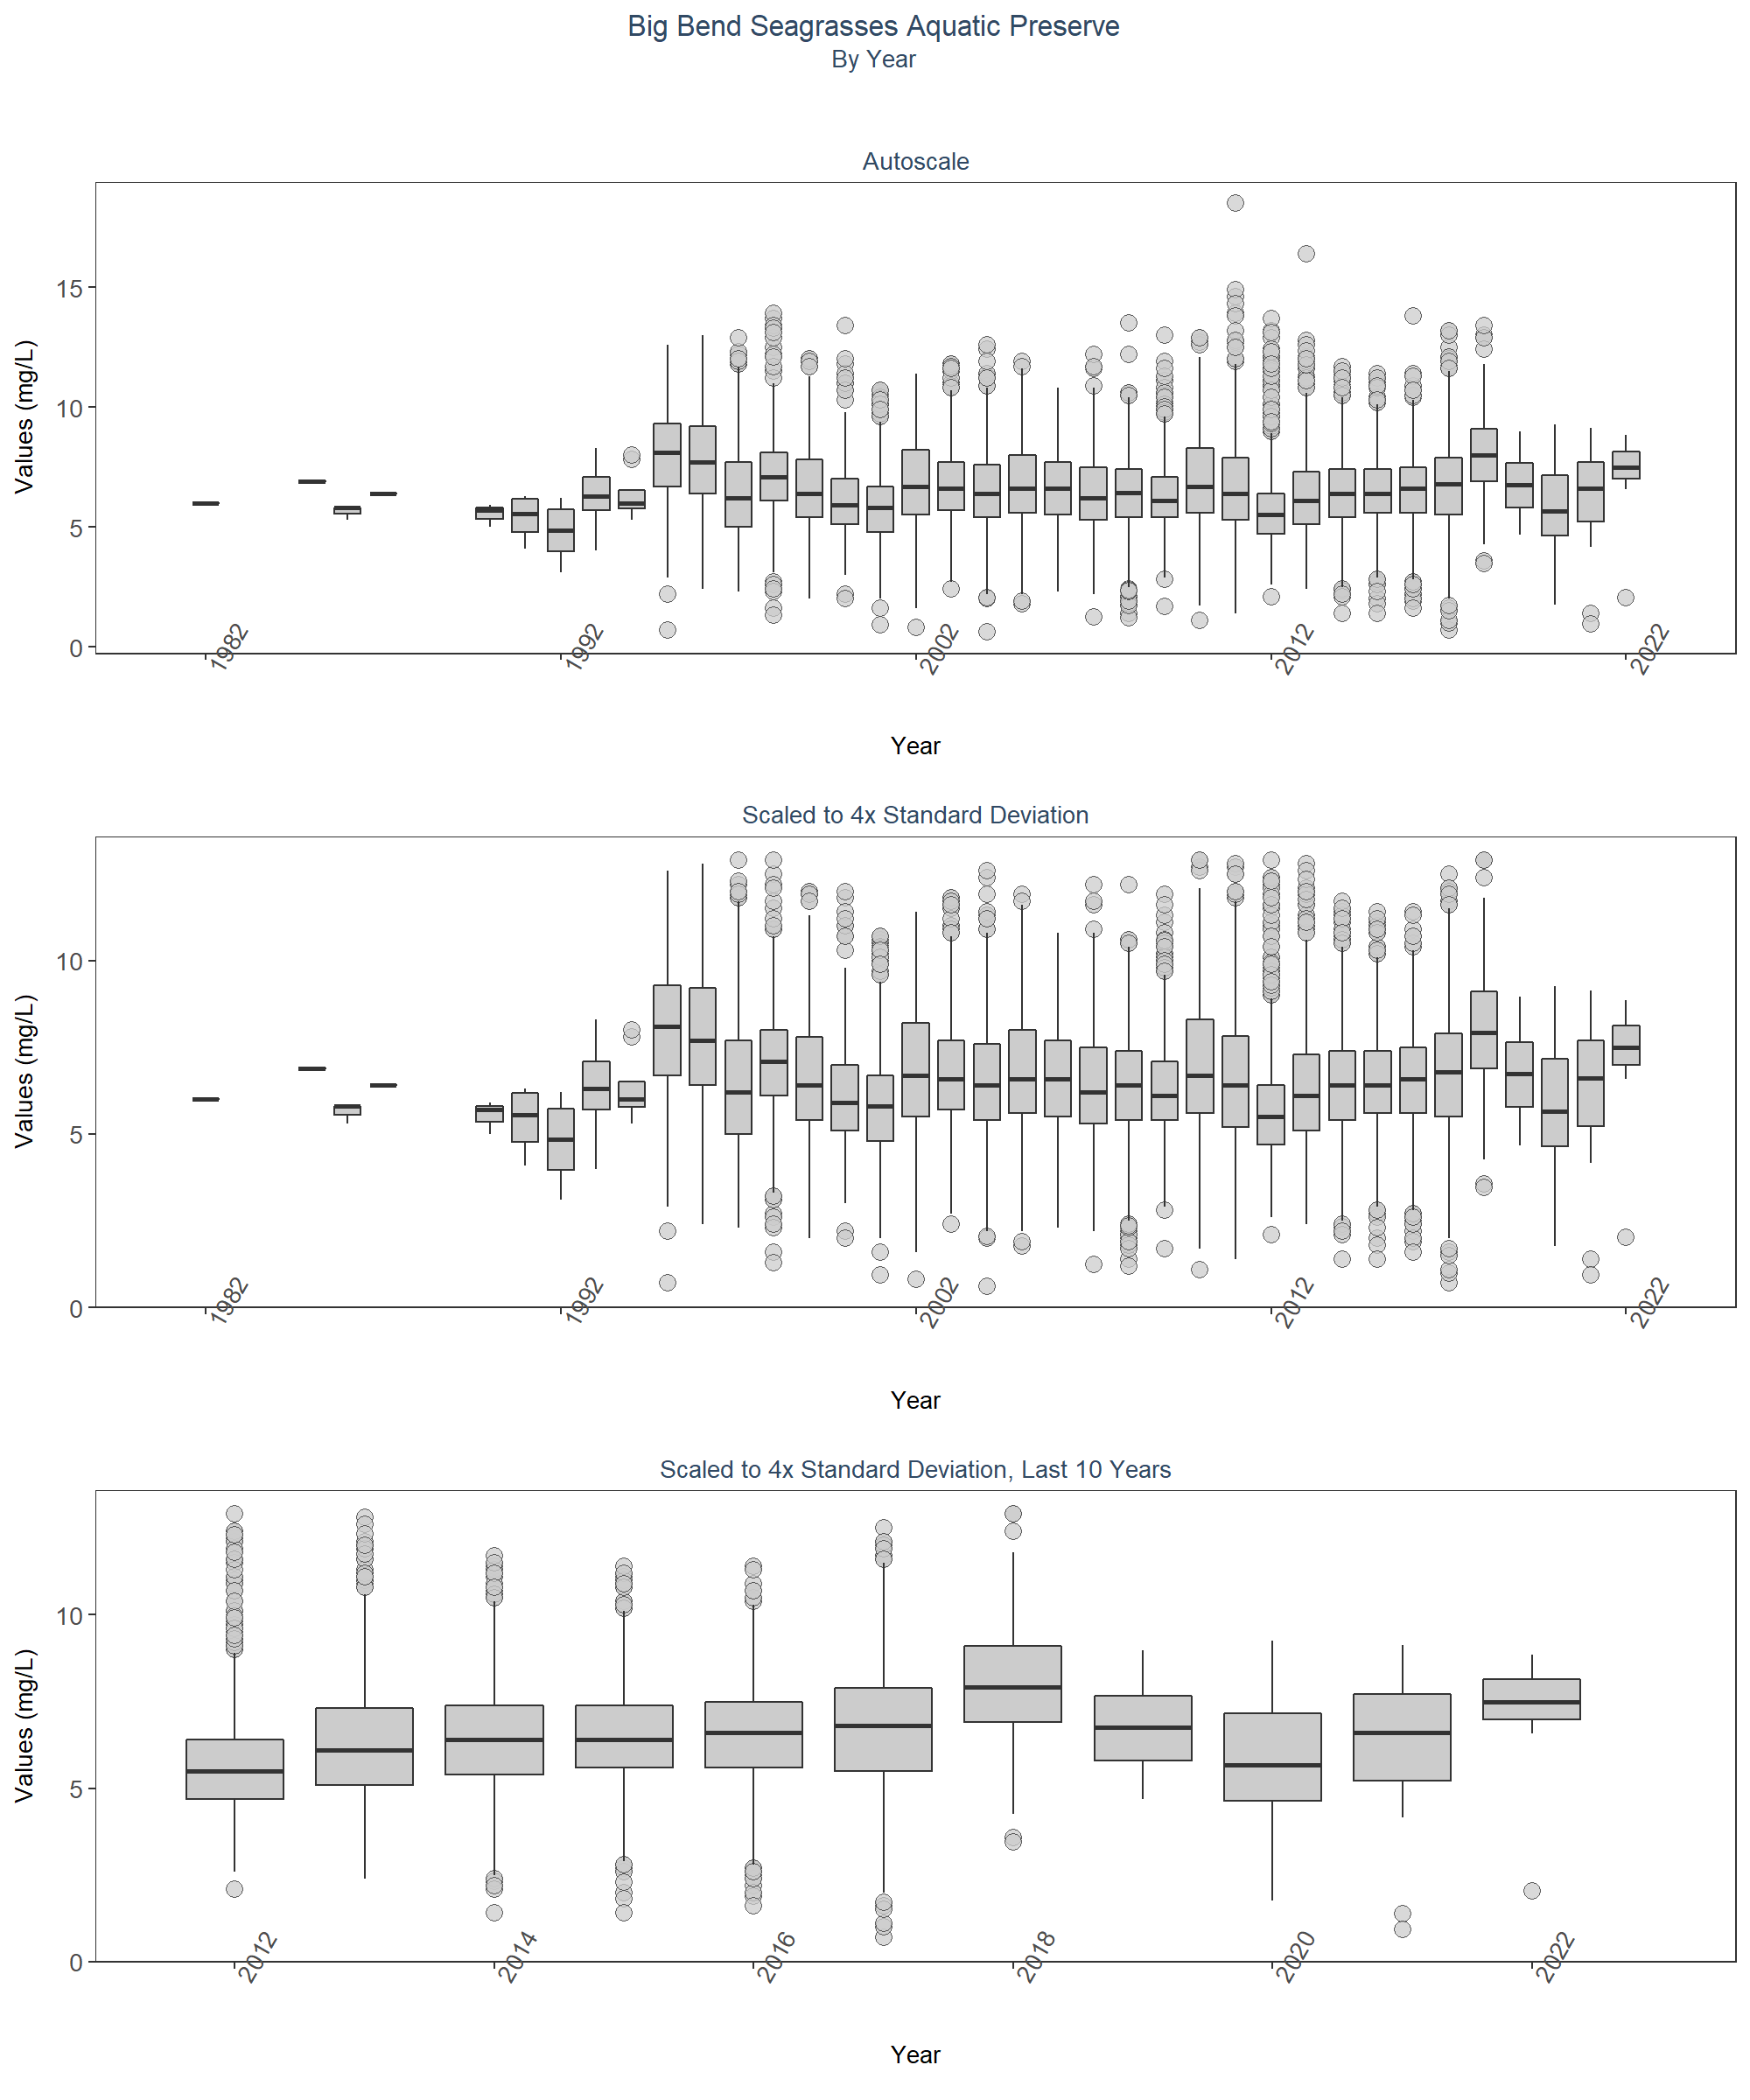 Big Bend Seagrasses Aquatic Preserve
By Year
Autoscale
Values (mg/L)
15
10
5
0
1982
1992
2002
2012
2022
Year
Scaled to 4x Standard Deviation
Values (mg/L)
10
5
0
1982
1992
2002
2012
2022
Year
Scaled to 4x Standard Deviation, Last 10 Years
Values (mg/L)
10
5
0
2012
2014
2016
2018
2020
2022
Year